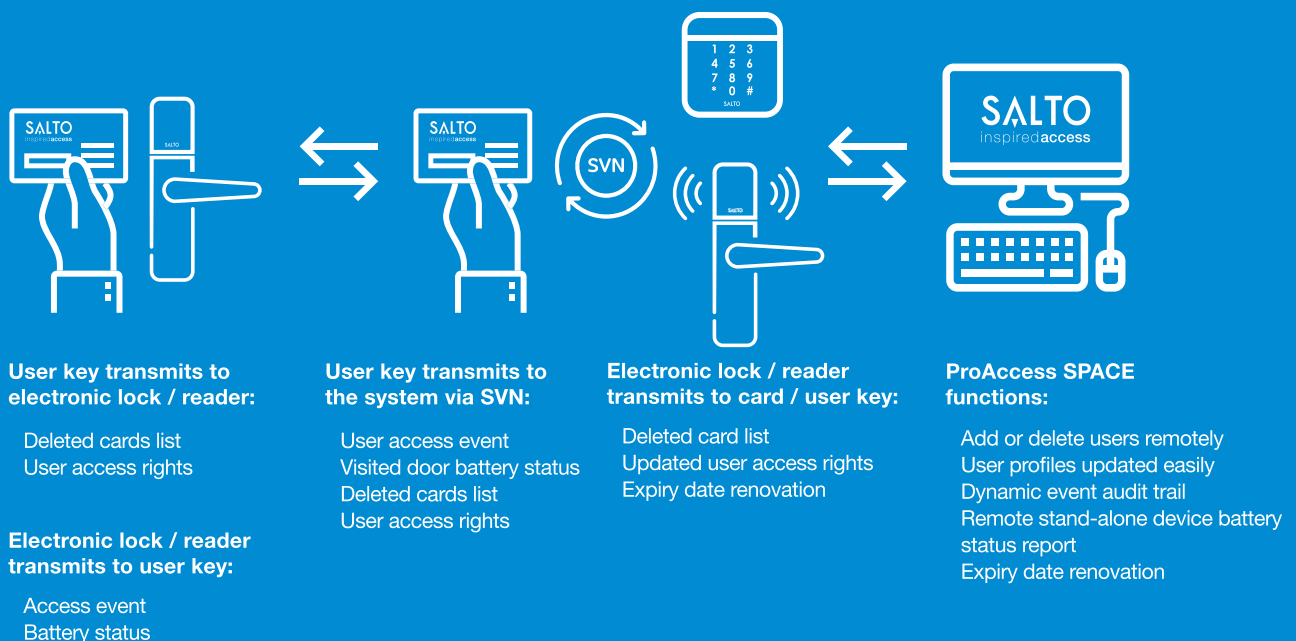 1 2 3
4 5 6
7 8 9
* 0 #
SALTO
SALTO
inspiredaccess
SALTO
SALTO
inspiredaccess
SVN
SALTO
SALTO
inspiredaccess
User key transmits to
electronic lock / reader:
Deleted cards list
User access rights
Electronic lock / reader
transmits to user key:
Access event
Battery status
User key transmits to
the system via SVN:
User access event
Visited door battery status
Deleted cards list
User access rights
Electronic lock / reader
transmits to card / user key:
Deleted card list
Updated user access rights
Expiry date renovation
ProAccess SPACE
functions:
Add or delete users remotely
User profiles updated easily
Dynamic event audit trail
Remote stand-alone device battery
status report
Expiry date renovation